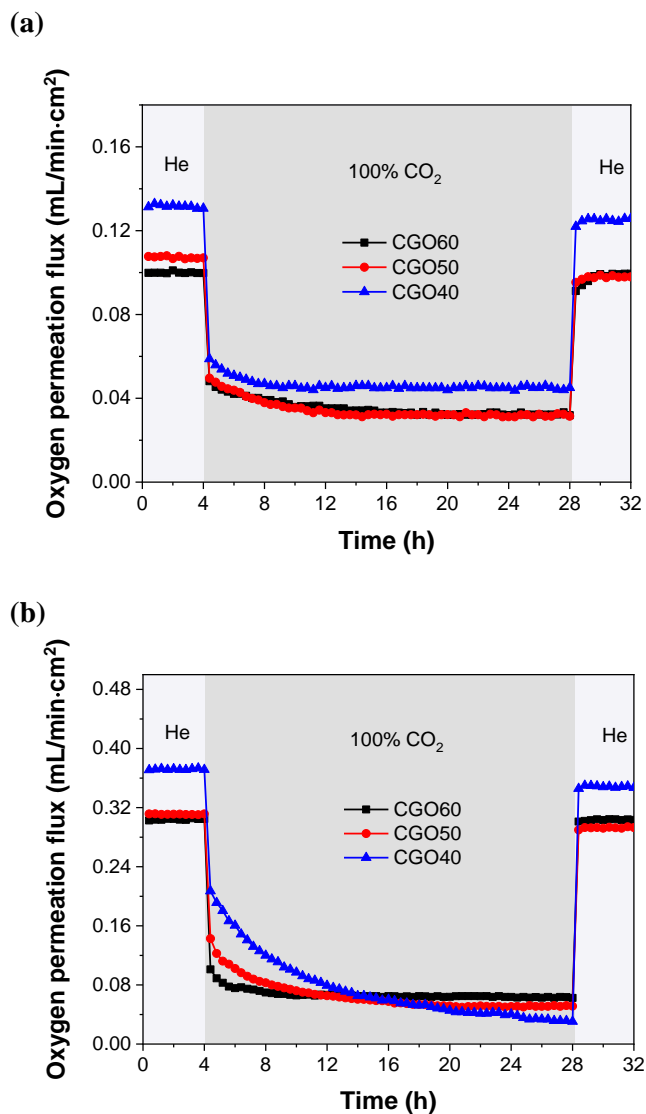 (a)
Oxygen permeation flux (mL/min·cm²)
0.16
0.12
0.08
0.04
0.00
He
100% CO₂
He
CGO60
CGO50
CGO40
0 4 8 12 16 20 24 28 32
Time (h)
(b)
Oxygen permeation flux (mL/min·cm²)
0.48
0.40
0.32
0.24
0.16
0.08
0.00
He
100% CO₂
He
CGO60
CGO50
CGO40
0 4 8 12 16 20 24 28 32
Time (h)